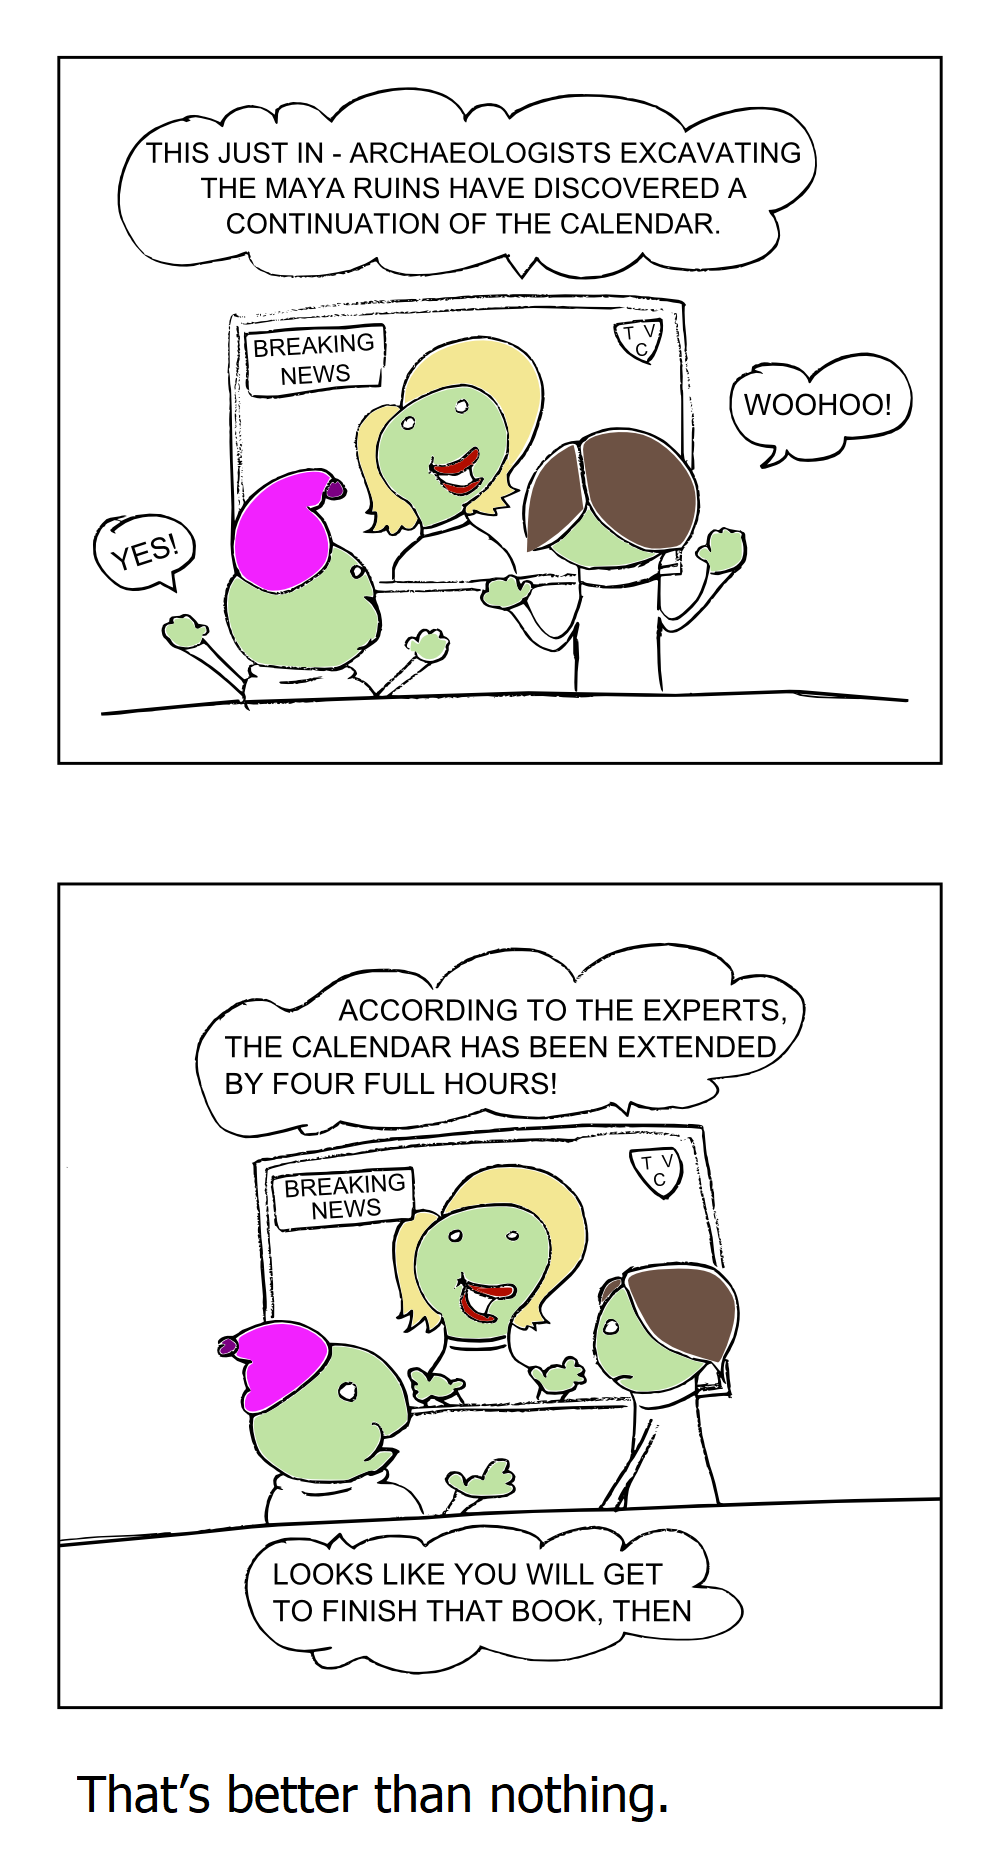 THIS JUST IN - ARCHAEOLOGISTS EXCAVATING
THE MAYA RUINS HAVE DISCOVERED A
CONTINUATION OF THE CALENDAR.
BREAKING
NEWS
T V
C
WOOHOO!
YES!
ACCORDING TO THE EXPERTS,
THE CALENDAR HAS BEEN EXTENDED
BY FOUR FULL HOURS!
BREAKING
NEWS
T V
C
LOOKS LIKE YOU WILL GET
TO FINISH THAT BOOK, THEN
That’s better than nothing.